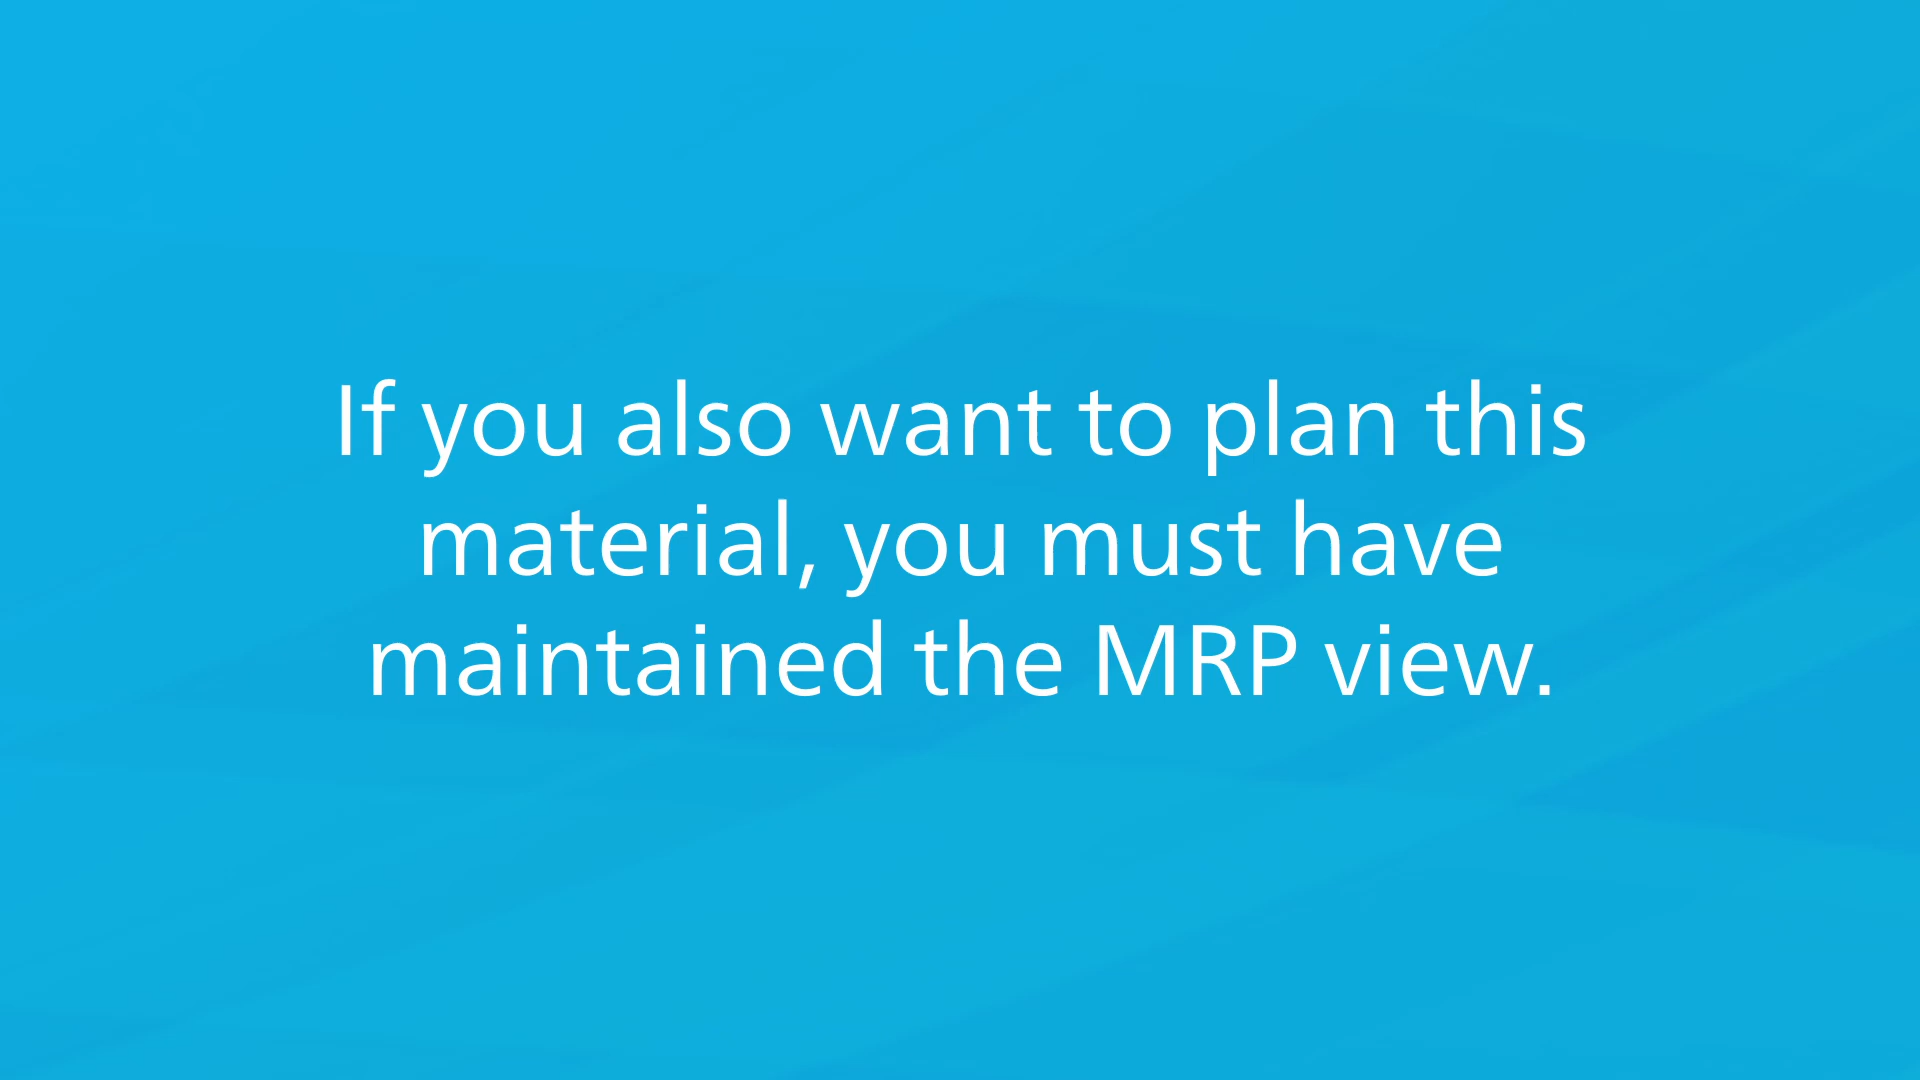 If you also want to plan this
material, you must have
maintained the MRP view.